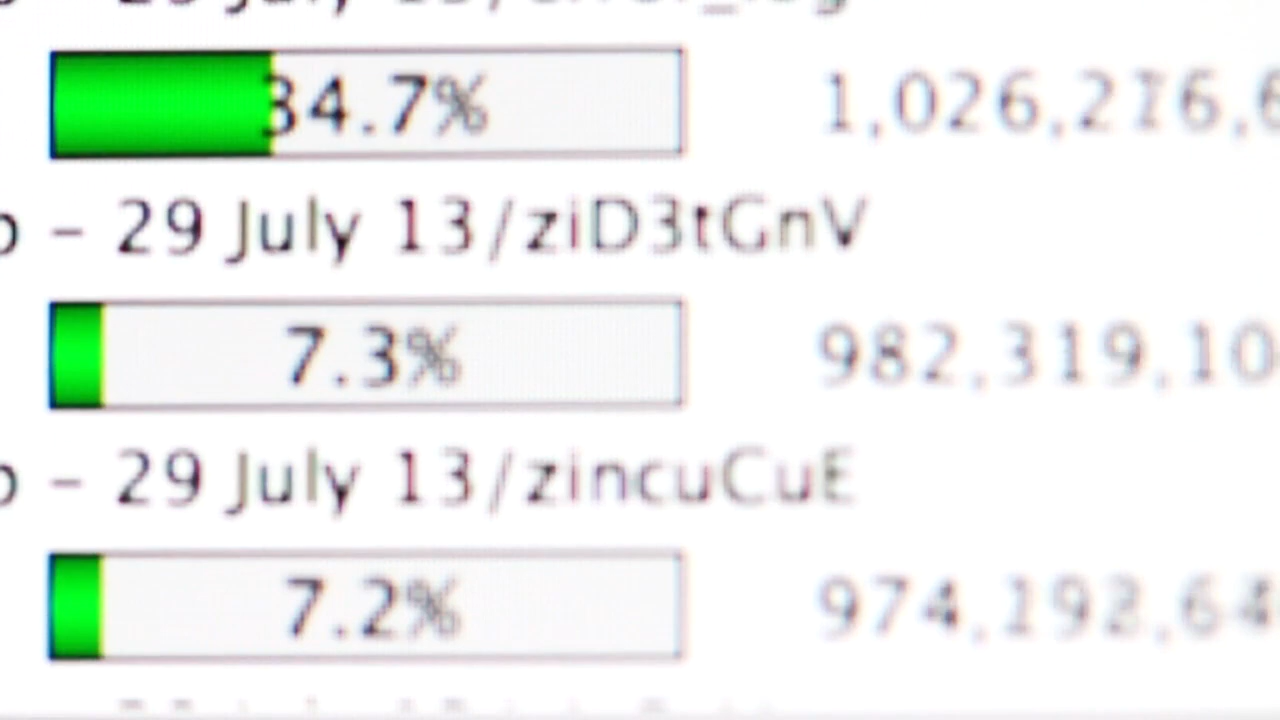 34.7% 1,026,216,6
– 29 July 13/ziD3tGnV
7.3% 982,319,10
– 29 July 13/zincuCuE
7.2% 974,192,64